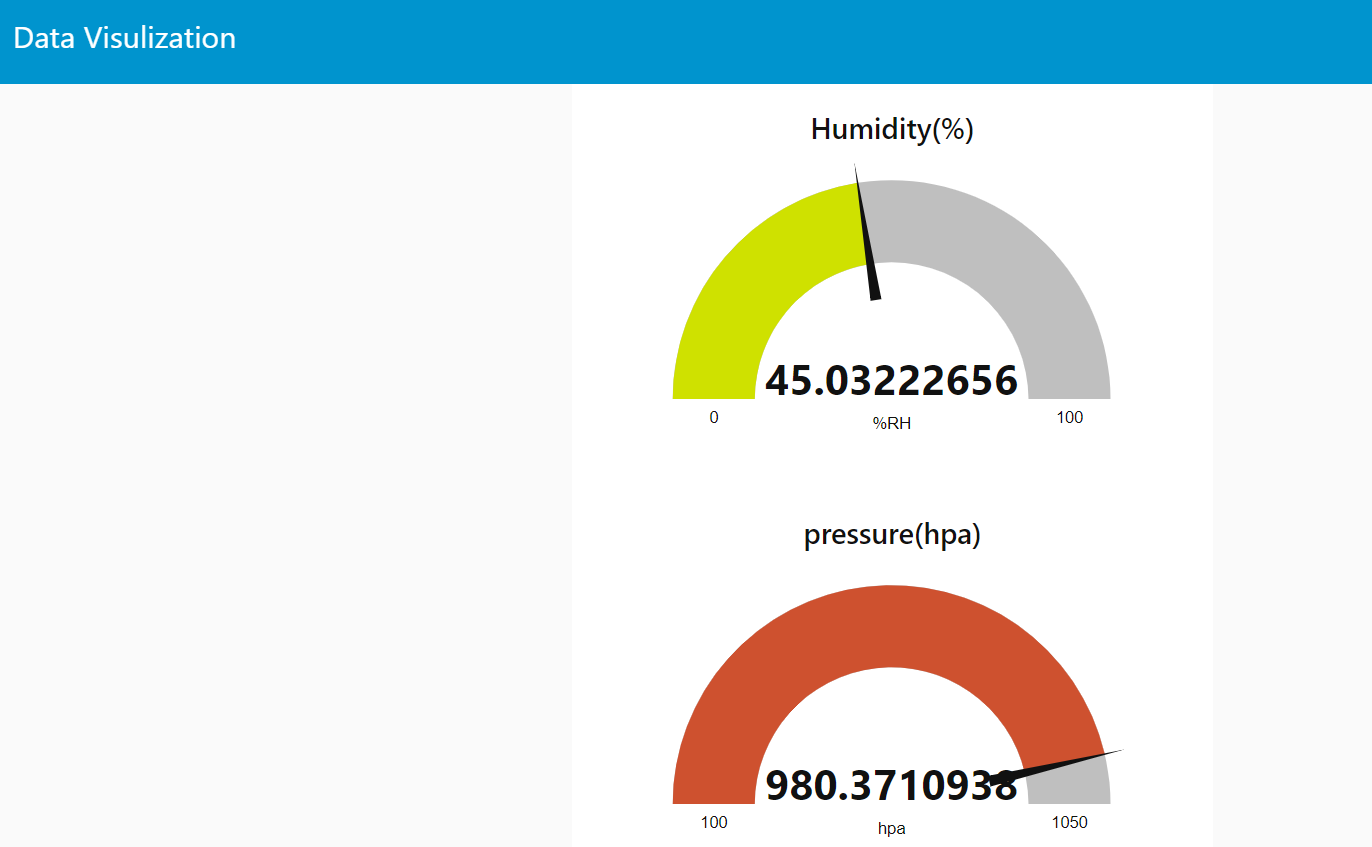 Data Visulization
Humidity(%)
45.03222656
0
%RH
100
pressure(hpa)
980.3710938
100
hpa
1050